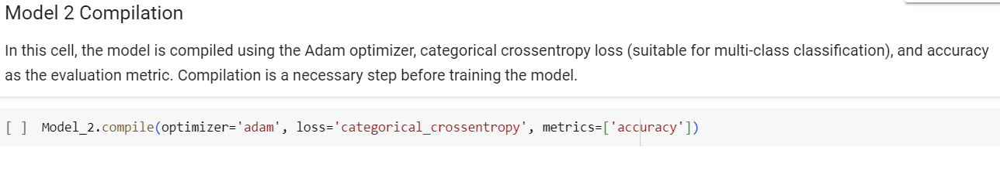 Model 2 Compilation
In this cell, the model is compiled using the Adam optimizer, categorical crossentropy loss (suitable for multi-class classification), and accuracy
as the evaluation metric. Compilation is a necessary step before training the model.
[ ] Model_2.compile(optimizer='adam', loss='categorical_crossentropy', metrics=['accuracy'])